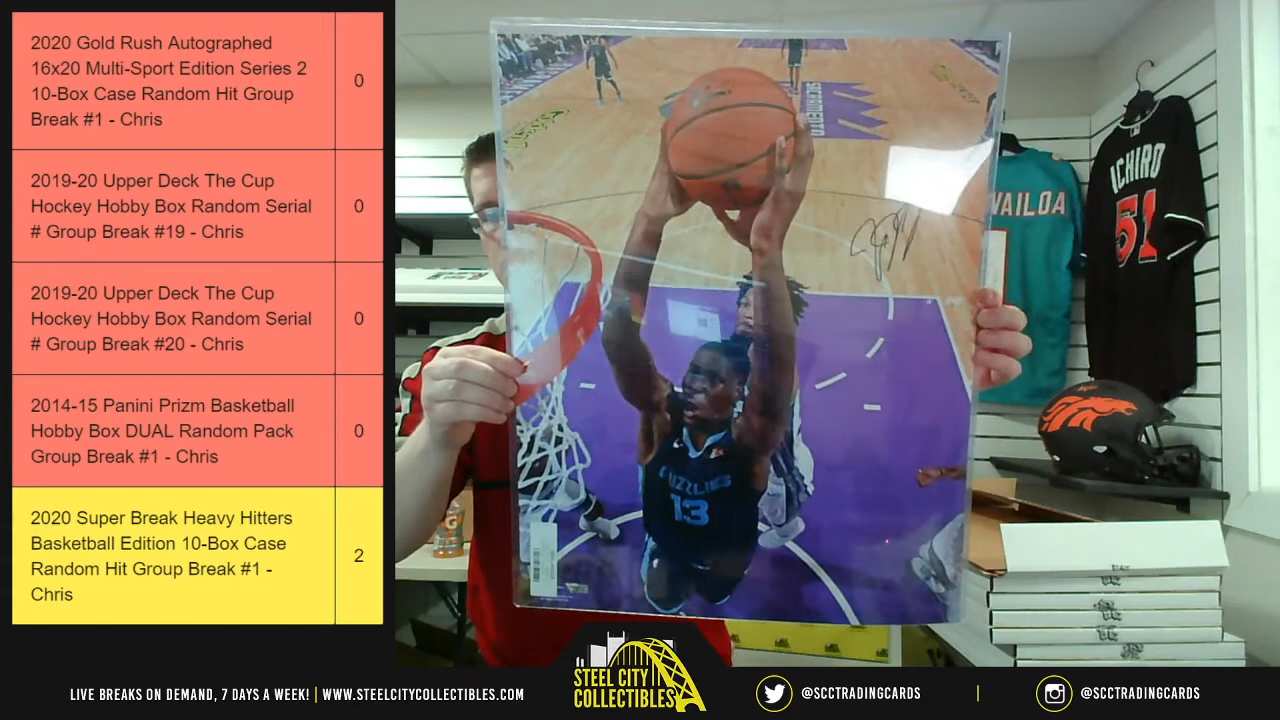 2020 Gold Rush Autographed
16x20 Multi-Sport Edition Series 2
10-Box Case Random Hit Group
Break #1 - Chris
0
2019-20 Upper Deck The Cup
Hockey Hobby Box Random Serial
# Group Break #19 - Chris
0
2019-20 Upper Deck The Cup
Hockey Hobby Box Random Serial
# Group Break #20 - Chris
0
2014-15 Panini Prizm Basketball
Hobby Box DUAL Random Pack
Group Break #1 - Chris
0
2020 Super Break Heavy Hitters
Basketball Edition 10-Box Case
Random Hit Group Break #1 -
Chris
2
SACRAMENTO
GRIZZLIES
13
VAILOA
ICHIRO
51
G
LIVE BREAKS ON DEMAND, 7 DAYS A WEEK! | WWW.STEELCITYCOLLECTIBLES.COM
STEEL CITY
COLLECTIBLES
@SCCTRADINGCARDS
|
@SCCTRADINGCARDS